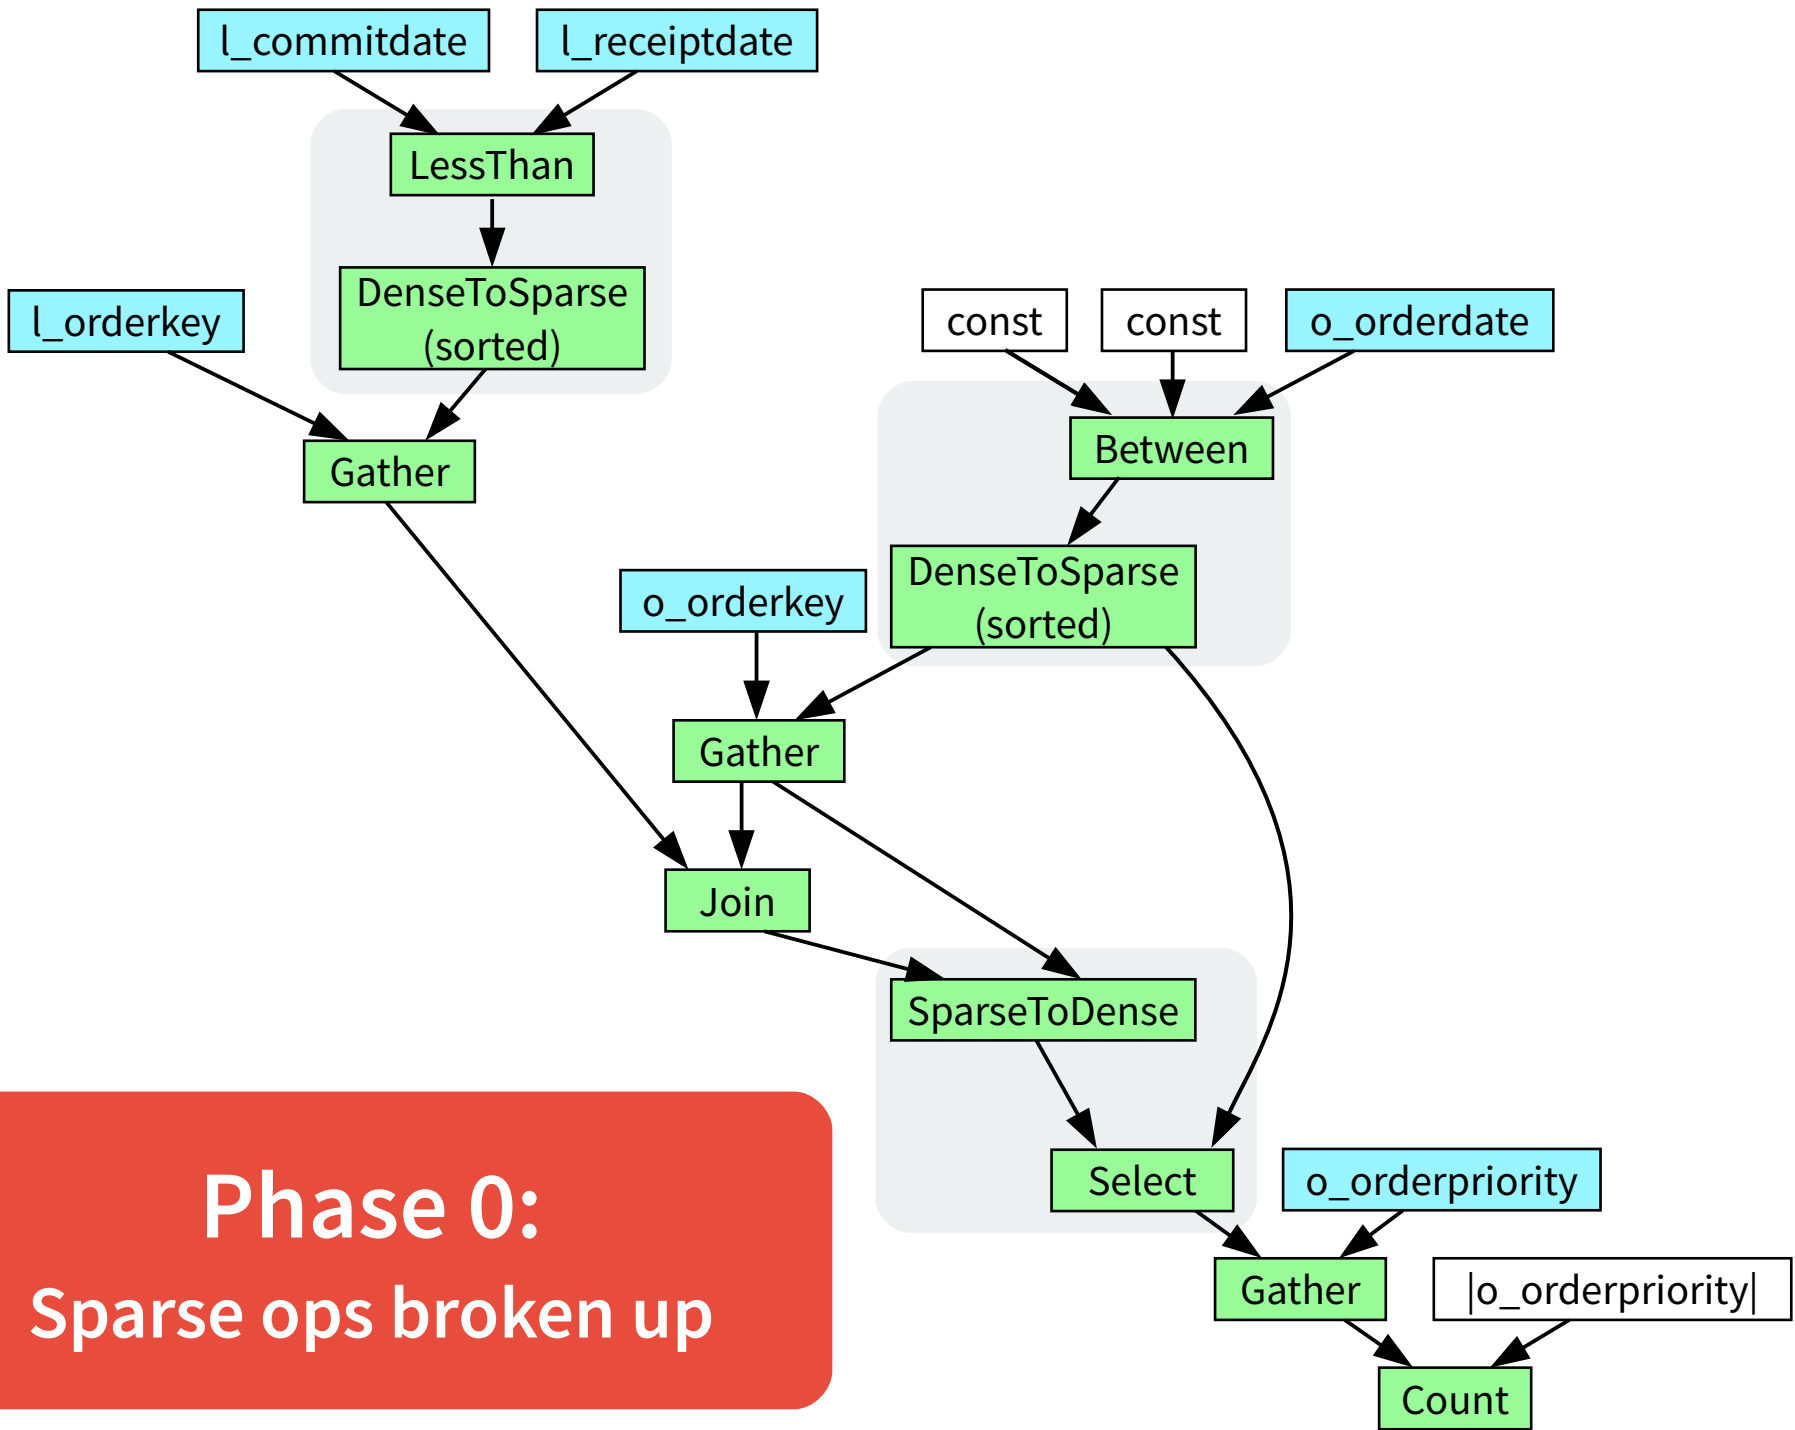 l_commitdate
l_receiptdate
LessThan
DenseToSparse
(sorted)
l_orderkey
const
const
o_orderdate
Gather
Between
DenseToSparse
(sorted)
o_orderkey
Gather
Join
SparseToDense
Select
o_orderpriority
Gather
|o_orderpriority|
Count
Phase 0:
Sparse ops broken up